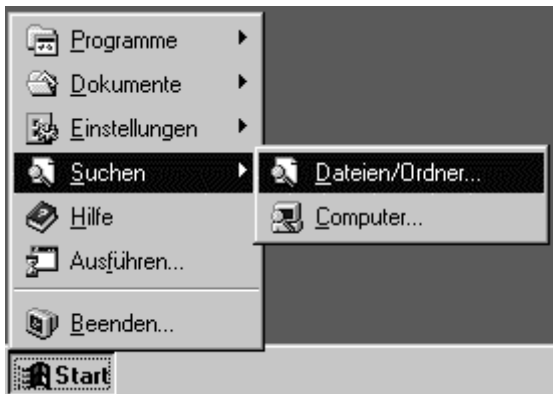 Programme
Dokumente
Einstellungen
Suchen
Dateien/Ordner...
Hilfe
Computer...
Ausführen...
Beenden...
Start